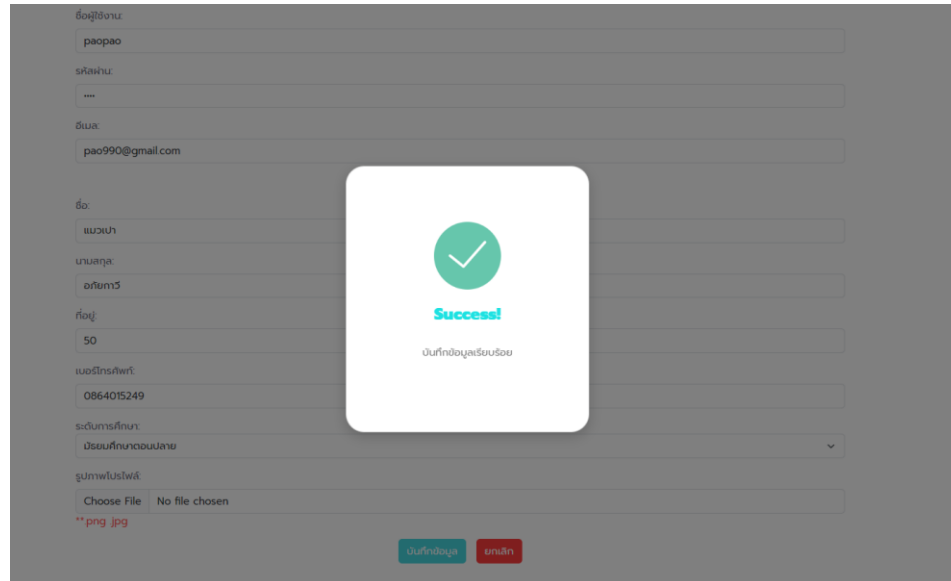 ชื่อผู้ใช้งาน:
paopao
รหัสผ่าน:
....
อีเมล:
pao990@gmail.com
ชื่อ:
แมวเปา
นามสกุล:
อภัยกาวี
ที่อยู่:
50
เบอร์โทรศัพท์:
0864015249
ระดับการศึกษา:
มัธยมศึกษาตอนปลาย
รูปภาพโปรไฟล์:
Choose File No file chosen
**png jpg
บันทึกข้อมูล ยกเลิก
Success!
บันทึกข้อมูลเรียบร้อย